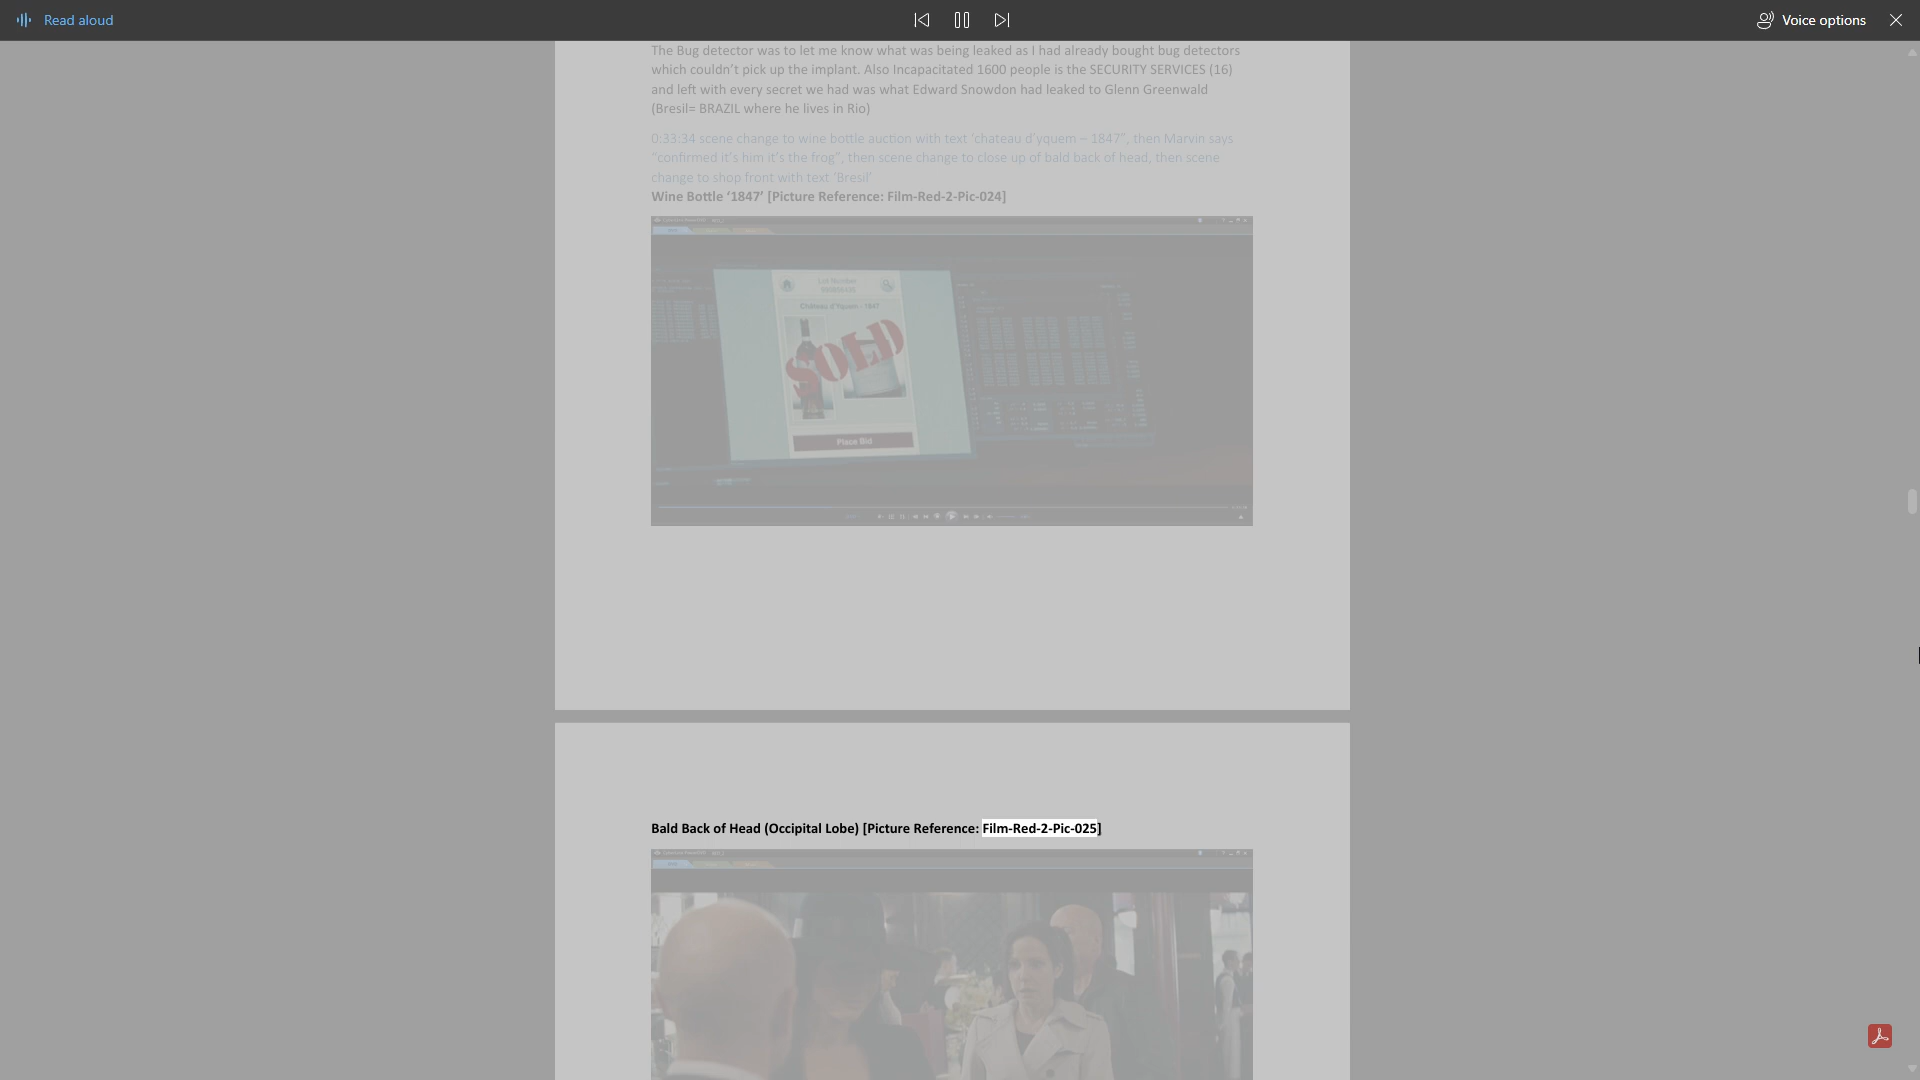 Read aloud
Voice options
The Bug detector was to let me know what was being leaked as I had already bought bug detectors
which couldn't pick up the implant. Also Incapacitated 1600 people is the SECURITY SERVICES (16)
and left with every secret we had was what Edward Snowdon had leaked to Glenn Greenwald
(Bresil= BRAZIL where he lives in Rio)
0:33:34 scene change to wine bottle auction with text 'chateau d'yquem – 1847', then Marvin says
"confirmed it's him it's the frog", then scene change to close up of bald back of head, then scene
change to shop front with text 'Bresil'
Wine Bottle '1847' [Picture Reference: Film-Red-2-Pic-024]
Lot Number
Chateau d'Yquem - 1847
SOLD
Place Bid
Bald Back of Head (Occipital Lobe) [Picture Reference: Film-Red-2-Pic-025]